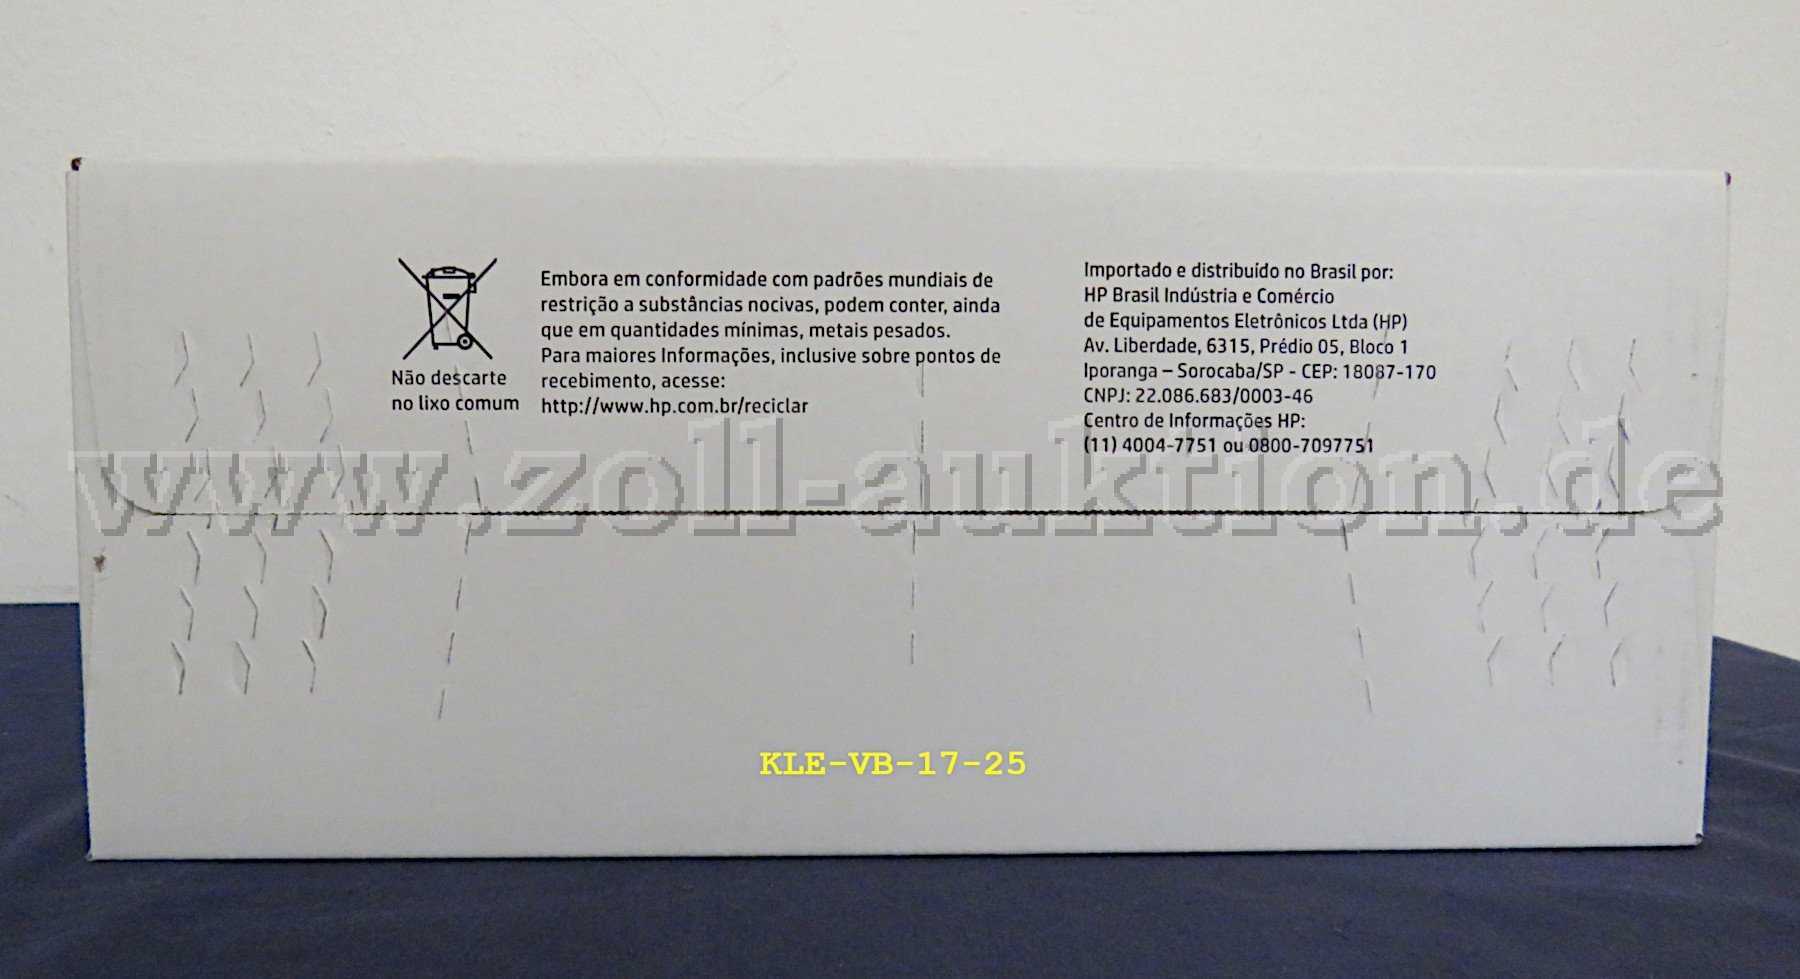 Embora em conformidade com padrões mundiais de
restrição a substâncias nocivas, podem conter, ainda
que em quantidades mínimas, metais pesados.
Para maiores Informações, inclusive sobre pontos de
recebimento, acesse:
http://www.hp.com.br/reciclar
Não descarte
no lixo comum
Importado e distribuído no Brasil por:
HP Brasil Indústria e Comércio
de Equipamentos Eletrônicos Ltda (HP)
Av. Liberdade, 6315, Prédio 05, Bloco 1
Iporanga – Sorocaba/SP - CEP: 18087-170
CNPJ: 22.086.683/0003-46
Centro de Informações HP:
(11) 4004-7751 ou 0800-7097751
www.zoll-auktion.de
KLE-VB-17-25